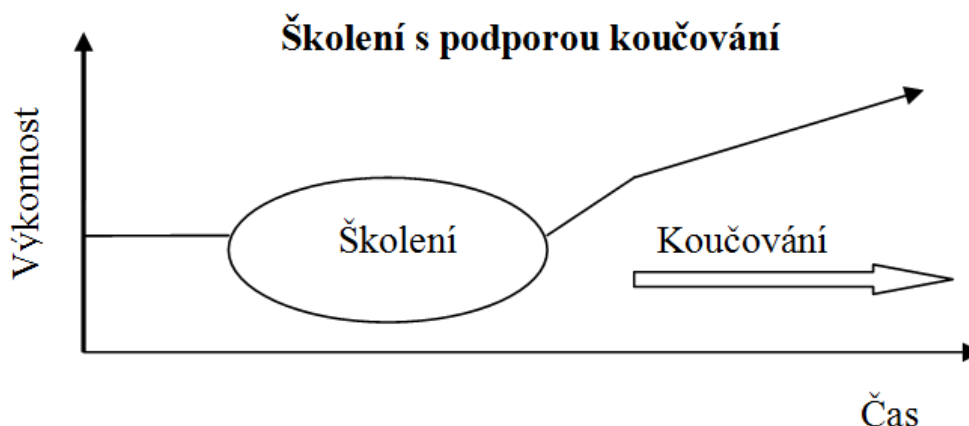 Školení s podporou koučování
Výkonnost
Školení
Koučování
Čas